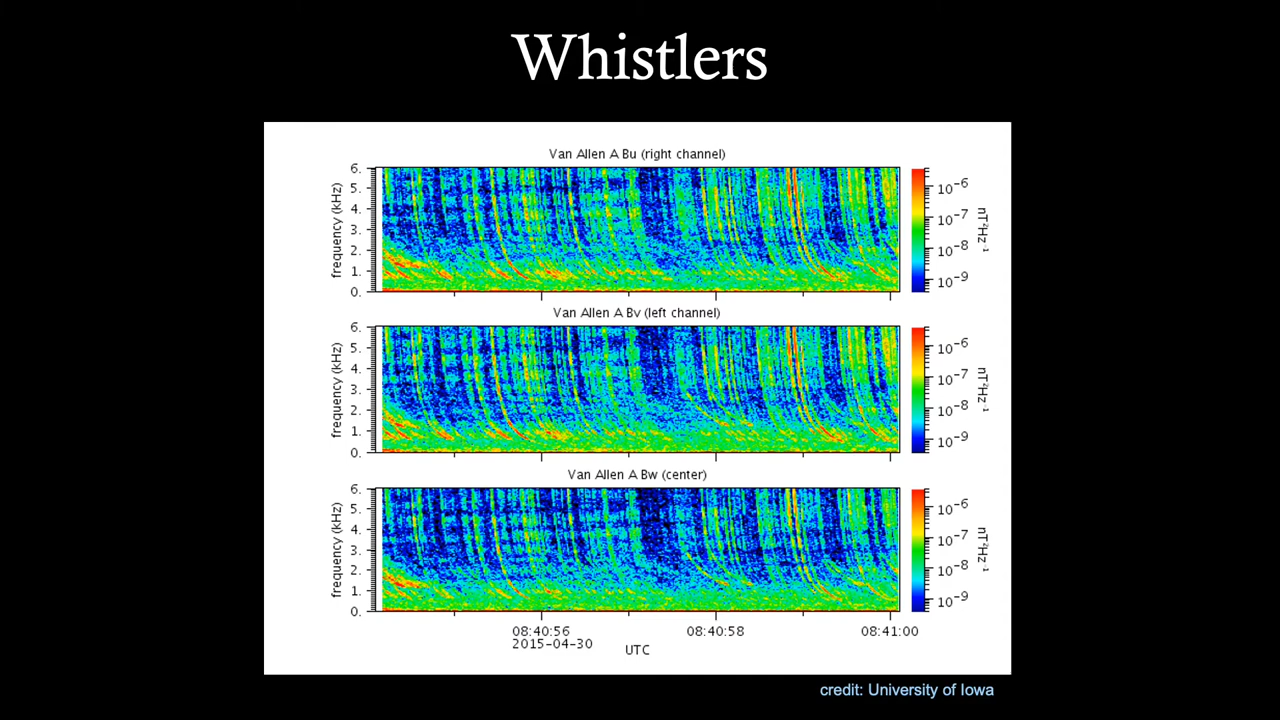 Whistlers
Van Allen A Bu (right channel)
6.
5.
4.
3.
2.
1.
0.
frequency (kHz)
10⁻⁶
10⁻⁷
10⁻⁸
10⁻⁹
nT²Hz⁻¹
Van Allen A Bv (left channel)
6.
5.
4.
3.
2.
1.
0.
frequency (kHz)
10⁻⁶
10⁻⁷
10⁻⁸
10⁻⁹
nT²Hz⁻¹
Van Allen A Bw (center)
6.
5.
4.
3.
2.
1.
0.
frequency (kHz)
10⁻⁶
10⁻⁷
10⁻⁸
10⁻⁹
nT²Hz⁻¹
08:40:56 08:40:58 08:41:00
2015-04-30
UTC
credit: University of Iowa